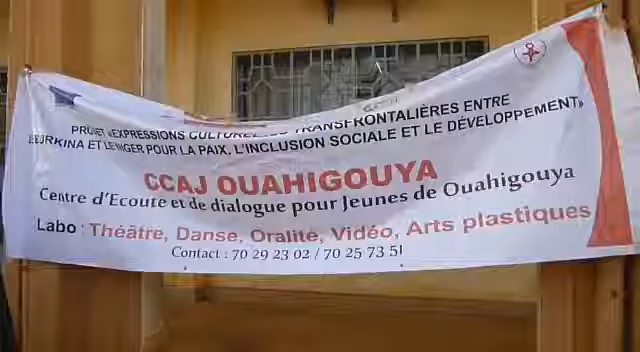 PROJET «EXPRESSIONS CULTURELLES TRANSFRONTALIÈRES ENTRE
BURKINA ET LE NIGER POUR LA PAIX, L'INCLUSION SOCIALE ET LE DÉVELOPPEMENT»
CCAJ OUAHIGOUYA
Centre d'Ecoute et de dialogue pour Jeunes de Ouahigouya
Labo : Théâtre, Danse, Oralité, Vidéo, Arts plastiques
Contact : 70 29 23 02 / 70 25 73 51